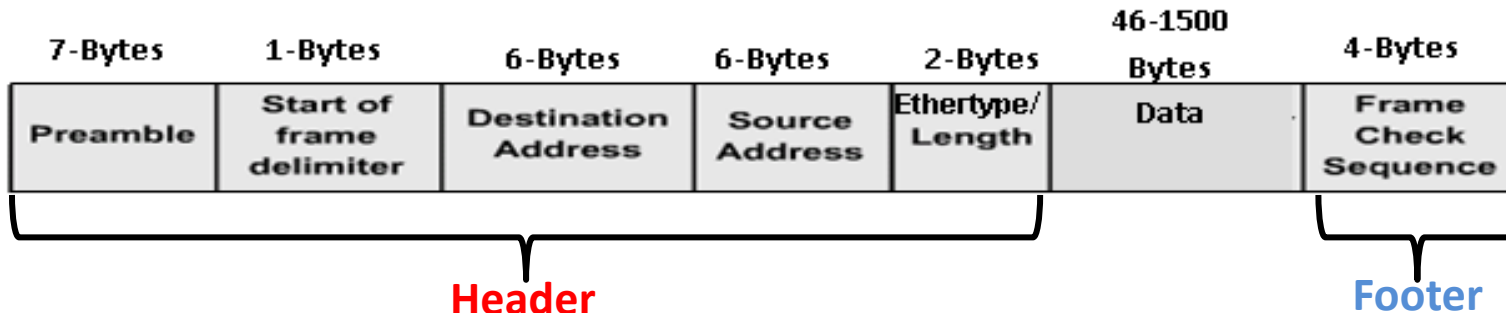 7-Bytes
1-Bytes
6-Bytes
6-Bytes
2-Bytes
46-1500
Bytes
4-Bytes
Preamble
Start of
frame
delimiter
Destination
Address
Source
Address
Ethertype/
Length
Data
Frame
Check
Sequence
Header
Footer